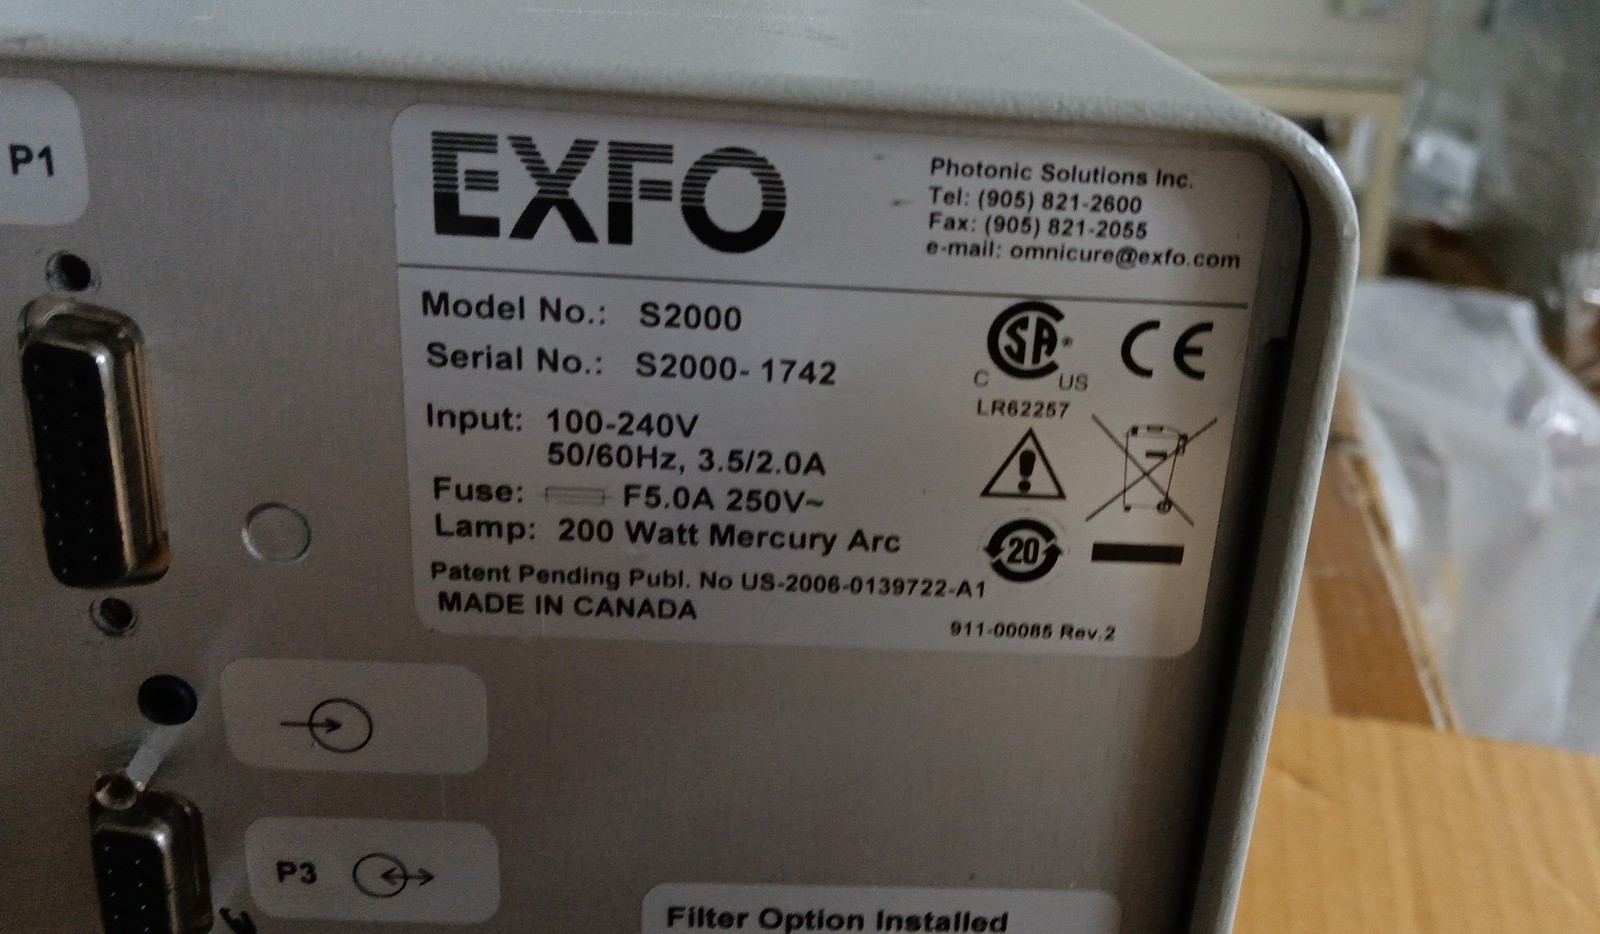 P1
EXFO
Photonic Solutions Inc.
Tel: (905) 821-2600
Fax: (905) 821-2055
e-mail: omnicure@exfo.com
Model No.: S2000
Serial No.: S2000-1742
Input: 100-240V
50/60Hz, 3.5/2.0A
Fuse: F5.0A 250V~
Lamp: 200 Watt Mercury Arc
Patent Pending Publ. No US-2006-0139722-A1
MADE IN CANADA
SA®
C US
LR62257
CE
20
911-00085 Rev.2
P3
Filter Option Installed